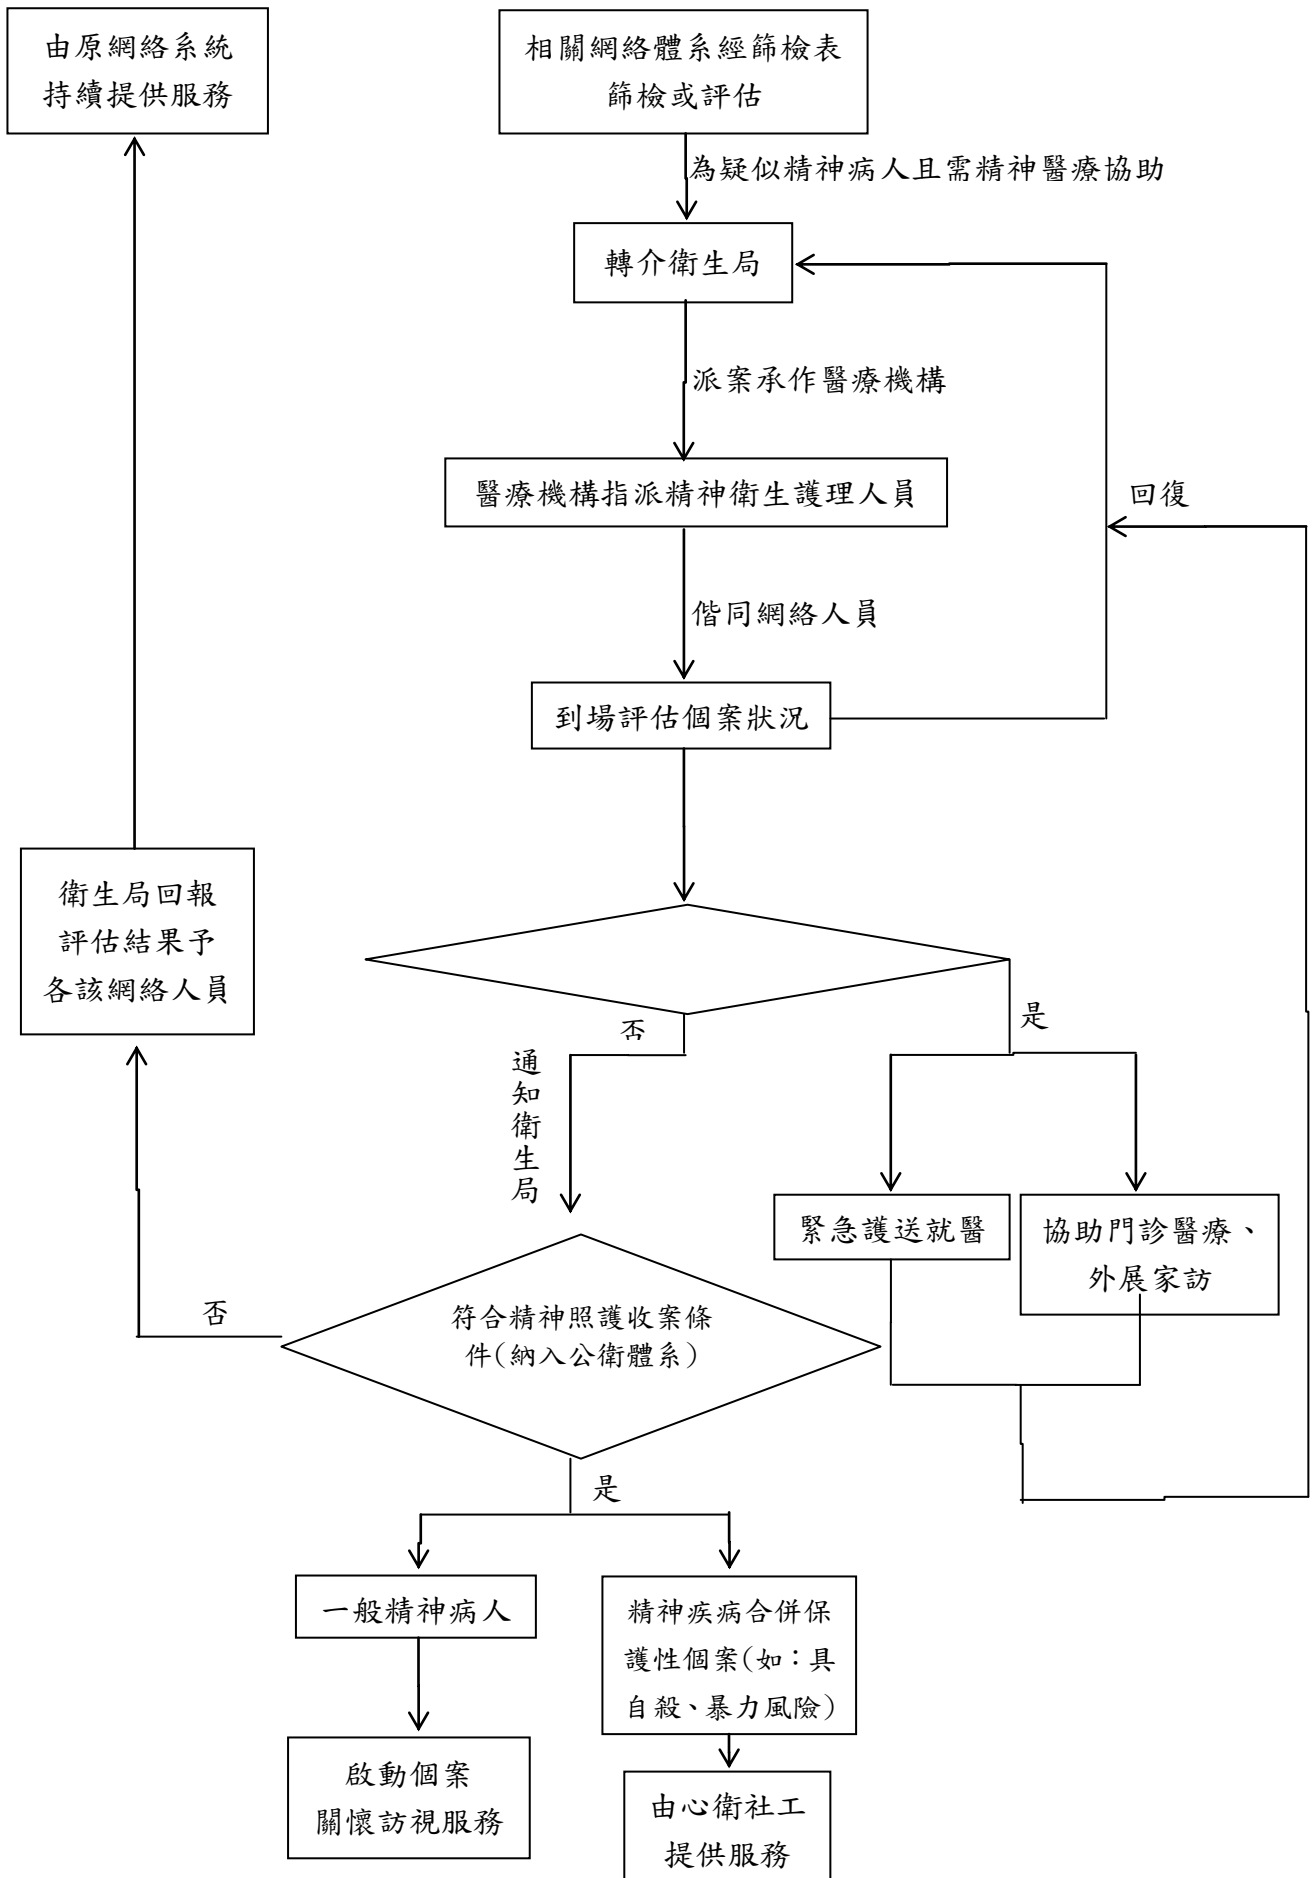 由原網絡系統
持續提供服務
相關網絡體系經篩檢表
篩檢或評估
為疑似精神病人且需精神醫療協助
轉介衛生局
派案承作醫療機構
醫療機構指派精神衛生護理人員
回復
偕同網絡人員
到場評估個案狀況
衛生局回報
評估結果予
各該網絡人員
否
是
通知衛生局
緊急護送就醫
協助門診醫療、
外展家訪
否
符合精神照護收案條
件(納入公衛體系)
是
一般精神病人
精神疾病合併保
護性個案(如：具
自殺、暴力風險)
啟動個案
關懷訪視服務
由心衛社工
提供服務